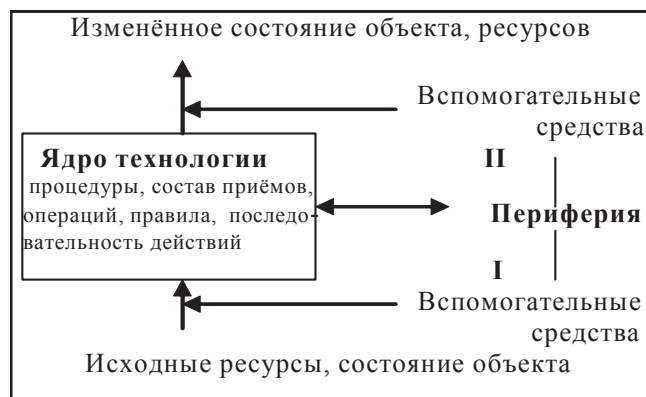 Изменённое состояние объекта, ресурсов
Вспомогательные
средства
Ядро технологии
процедуры, состав приёмов,
операций, правила, последо-
вательность действий
II
Периферия
I
Вспомогательные
средства
Исходные ресурсы, состояние объекта